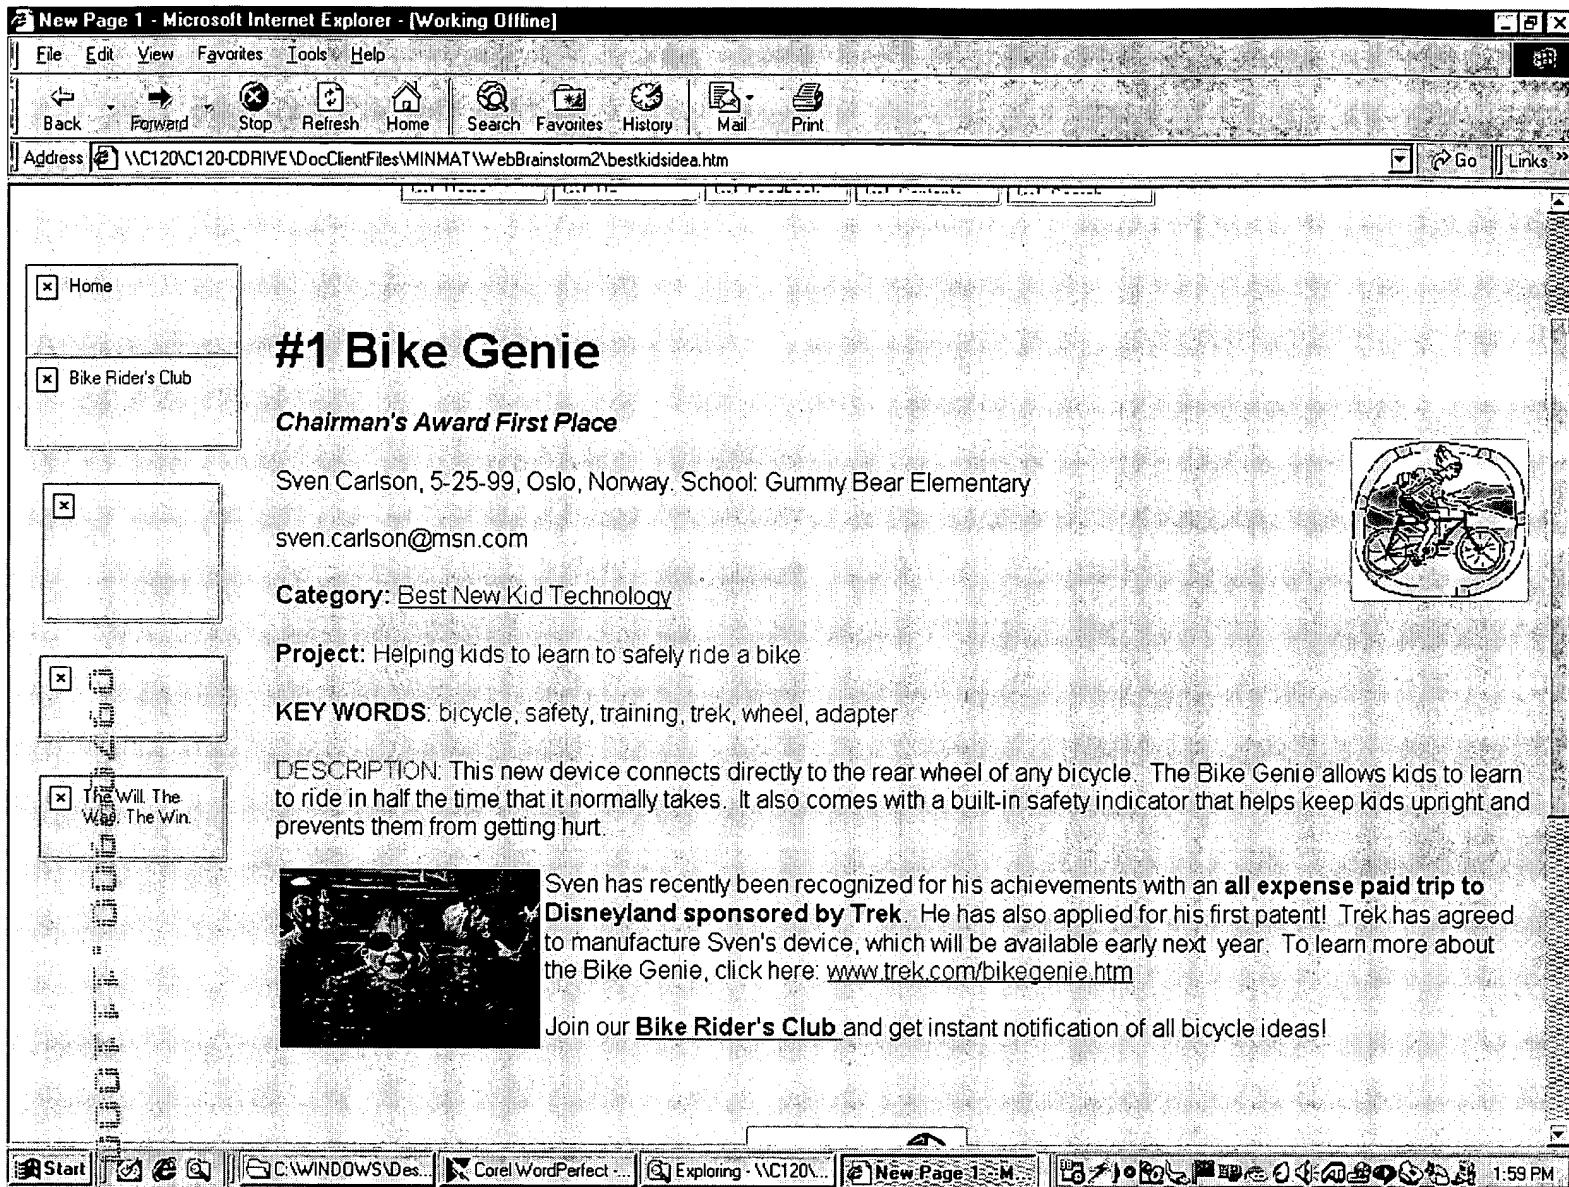 New Page 1 - Microsoft Internet Explorer - [Working Offline]
File Edit View Favorites Tools Help
Back Forward Stop Refresh Home Search Favorites History Mail Print
Address \\C120\C120-CDRIVE\DocClientFiles\MINMAT\WebBrainstorm2\bestkidsidea.htm Go Links »
Home
Bike Rider's Club
#1 Bike Genie
Chairman's Award First Place
Sven Carlson, 5-25-99, Oslo, Norway. School: Gummy Bear Elementary
sven.carlson@msn.com
Category: Best New Kid Technology
Project: Helping kids to learn to safely ride a bike
KEY WORDS: bicycle, safety, training, trek, wheel, adapter
The Will. The
Way. The Win.
DESCRIPTION: This new device connects directly to the rear wheel of any bicycle. The Bike Genie allows kids to learn
to ride in half the time that it normally takes. It also comes with a built-in safety indicator that helps keep kids upright and
prevents them from getting hurt.
Sven has recently been recognized for his achievements with an all expense paid trip to
Disneyland sponsored by Trek. He has also applied for his first patent! Trek has agreed
to manufacture Sven's device, which will be available early next year. To learn more about
the Bike Genie, click here: www.trek.com/bikegenie.htm
Join our Bike Rider's Club and get instant notification of all bicycle ideas!
Start C:\WINDOWS\Des... Corel WordPerfect -... Exploring - \\C120\... New Page 1 - M... 1:59 PM